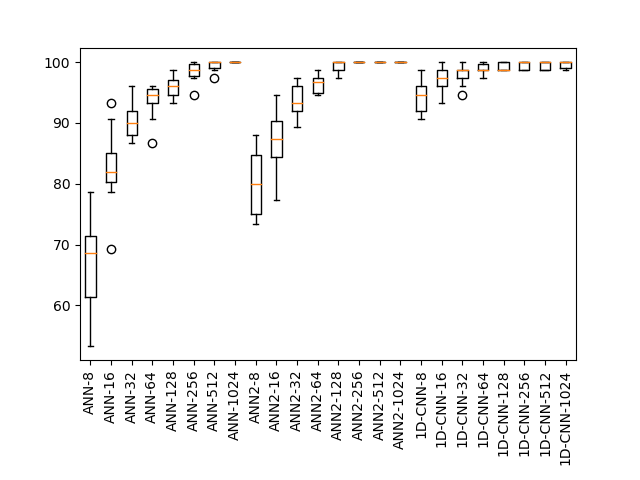 100
90
80
70
60
ANN-8
ANN-16
ANN-32
ANN-64
ANN-128
ANN-256
ANN-512
ANN-1024
ANN2-8
ANN2-16
ANN2-32
ANN2-64
ANN2-128
ANN2-256
ANN2-512
ANN2-1024
1D-CNN-8
1D-CNN-16
1D-CNN-32
1D-CNN-64
1D-CNN-128
1D-CNN-256
1D-CNN-512
1D-CNN-1024